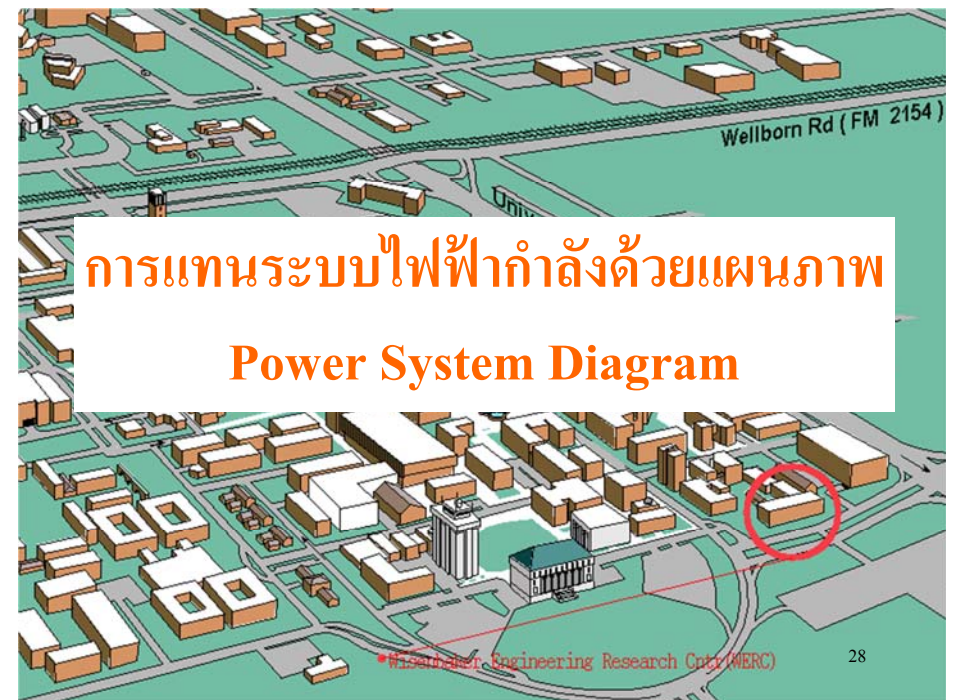 Wellborn Rd ( FM 2154 )
Univ
การแทนระบบไฟฟ้ากำลังด้วยแผนภาพ
Power System Diagram
Wisenbaker Engineering Research Cntr(WERC)
28